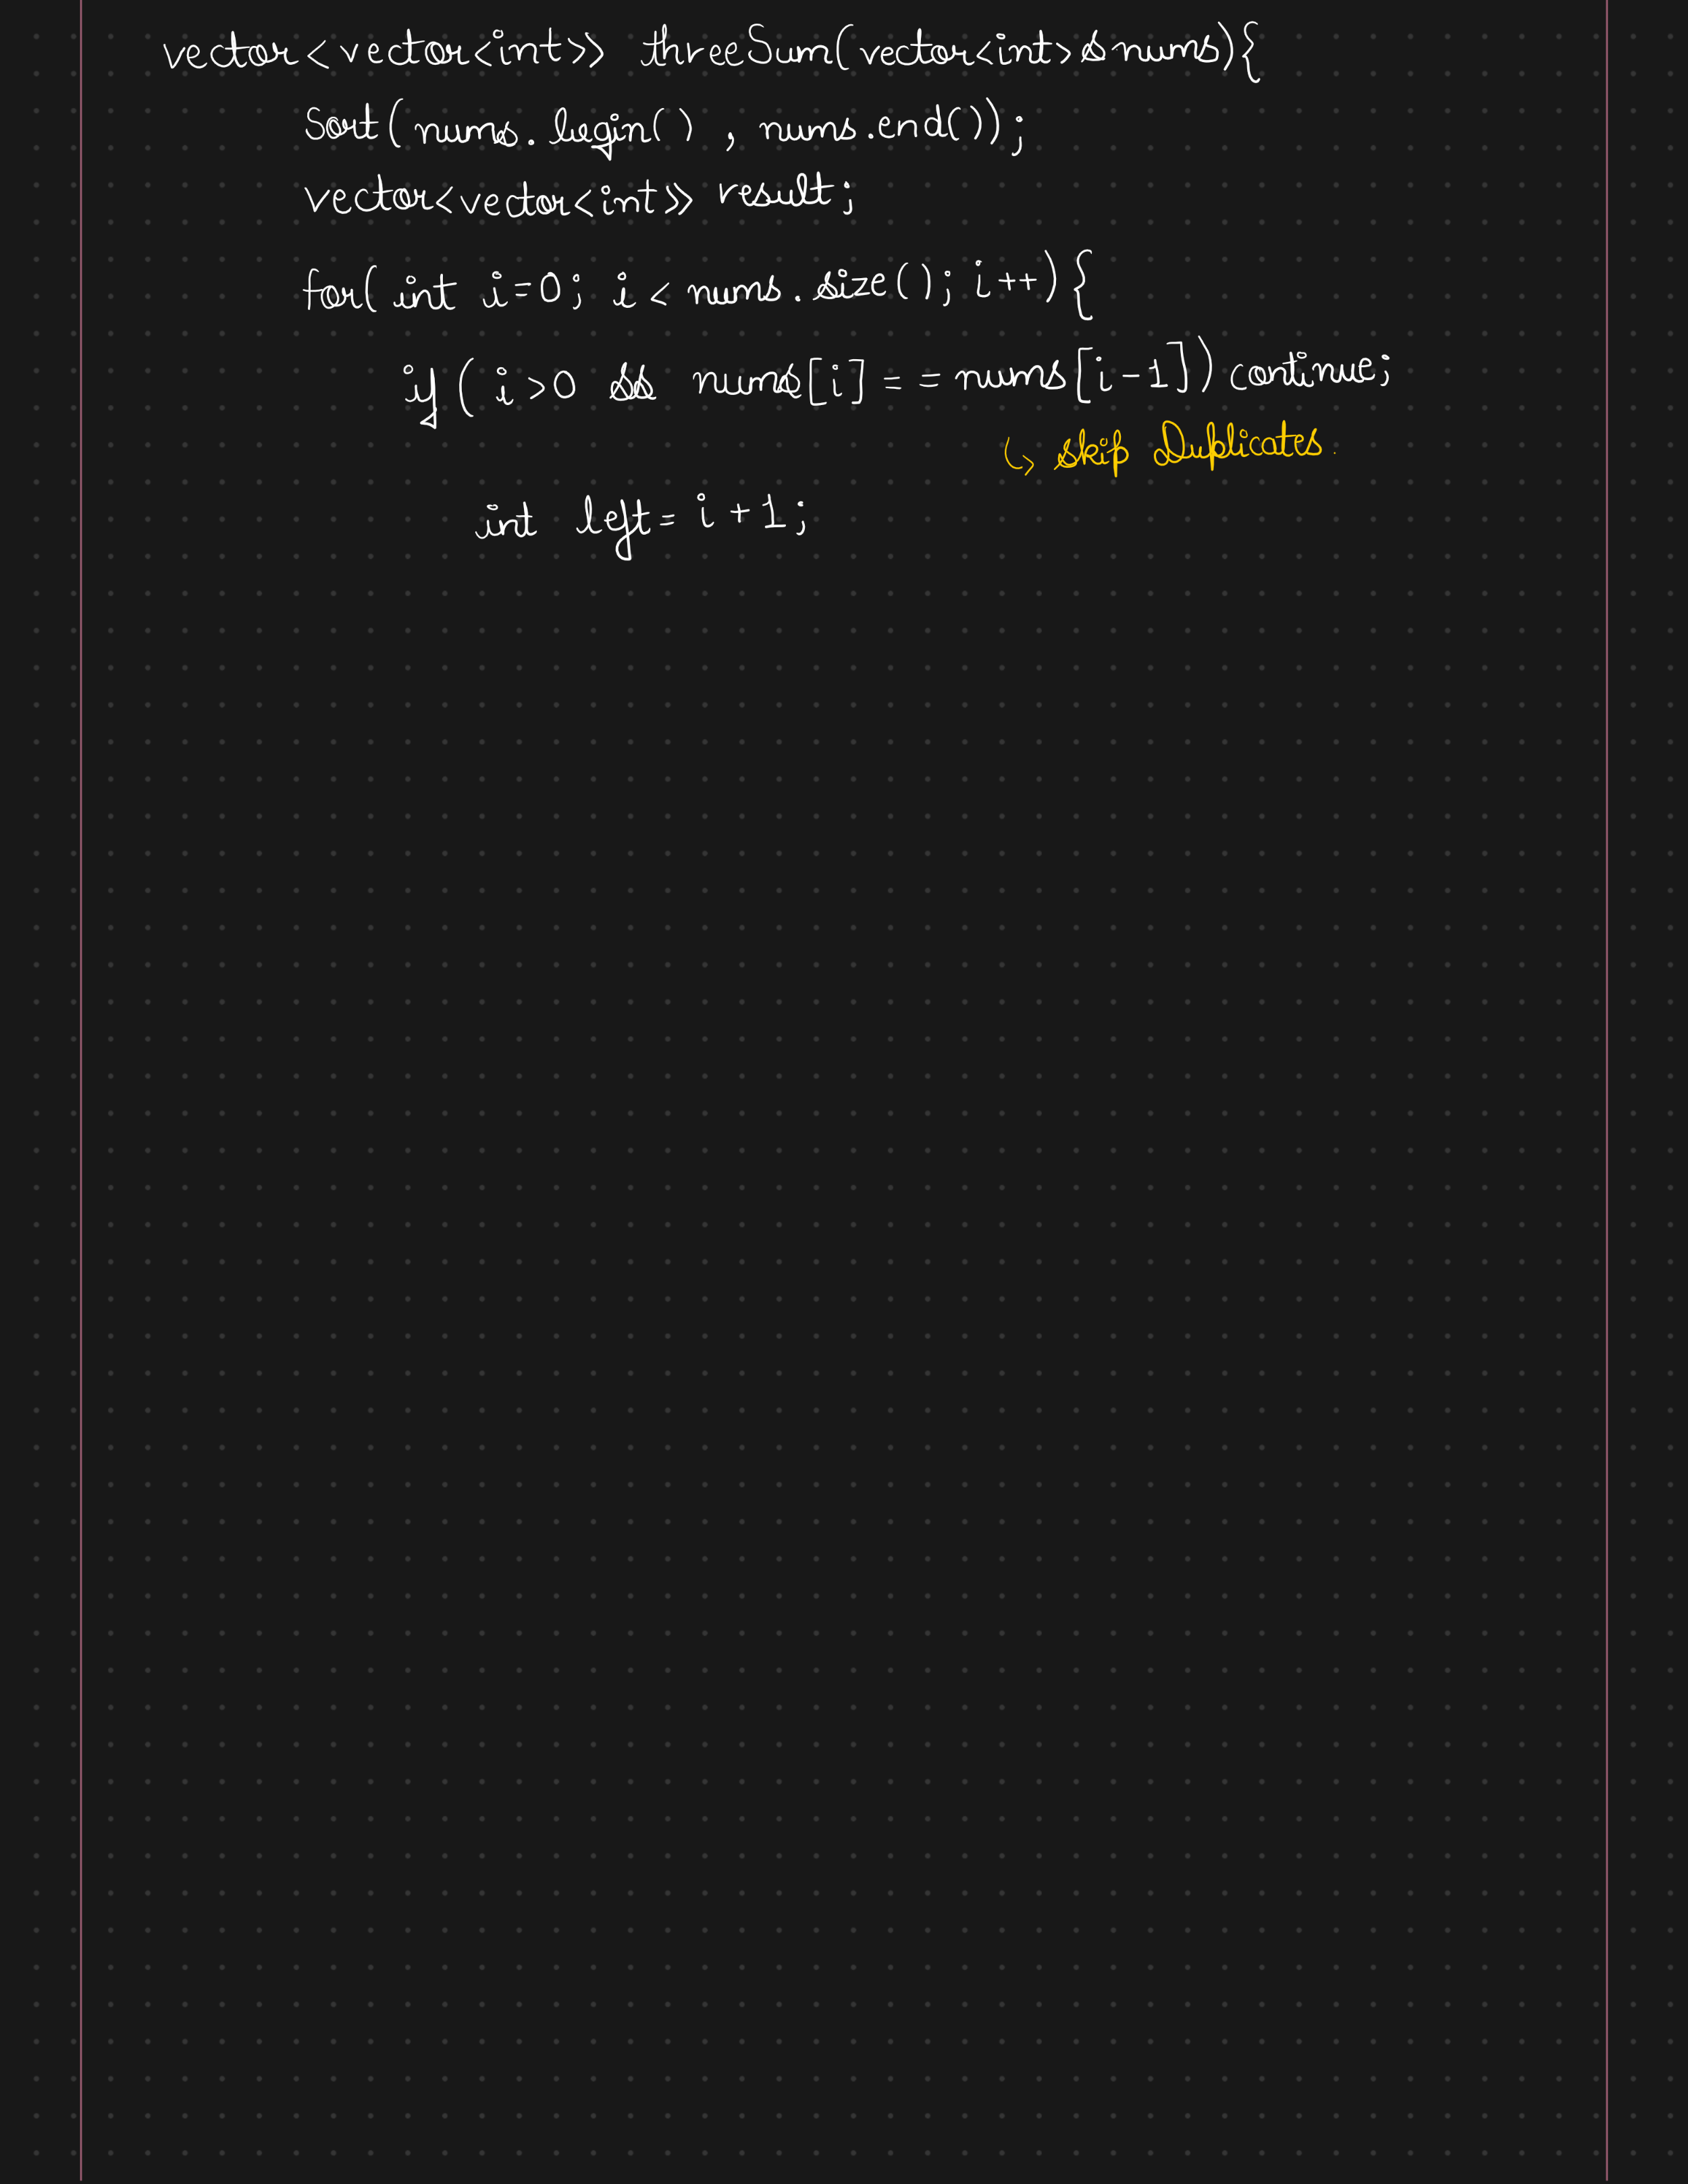 vector<vector<int>> threeSum(vector<int>&nums){
sort(nums.begin() , nums.end());
vector<vector<int>> result;
for( int i=0; i < nums.size(); i++){
if ( i>0 && nums[i] == nums[i-1]) continue;
↳ skip Duplicates.
int left = i + 1;